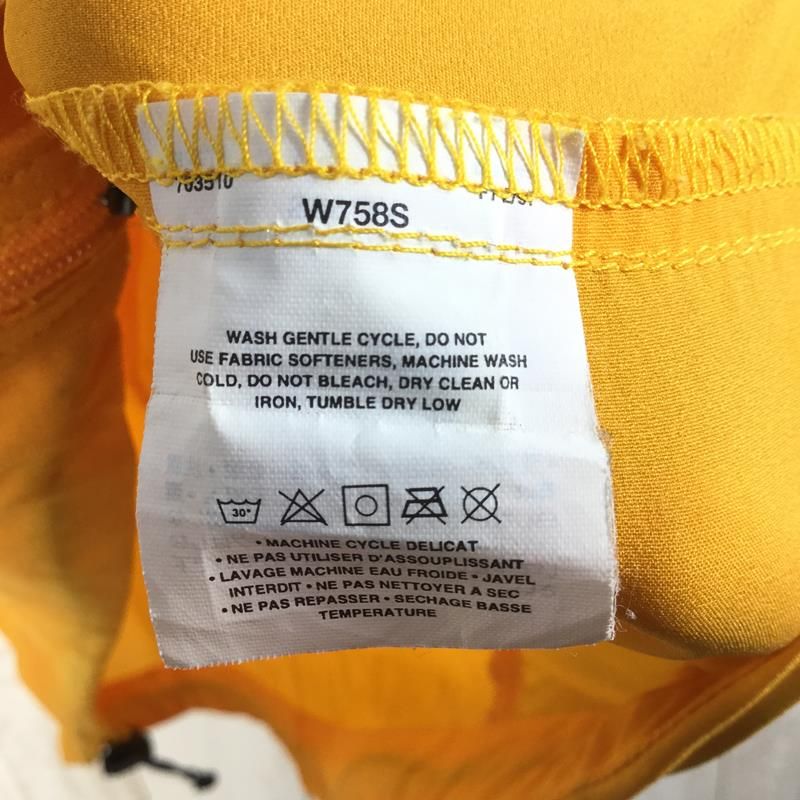 703510
W758S
WASH GENTLE CYCLE, DO NOT
USE FABRIC SOFTENERS, MACHINE WASH
COLD, DO NOT BLEACH, DRY CLEAN OR
IRON, TUMBLE DRY LOW
30°
• MACHINE CYCLE DELICAT
• NE PAS UTILISER D'ASSOUPLISSANT
• LAVAGE MACHINE EAU FROIDE • JAVEL
INTERDIT • NE PAS NETTOYER A SEC
• NE PAS REPASSER • SECHAGE BASSE
TEMPERATURE